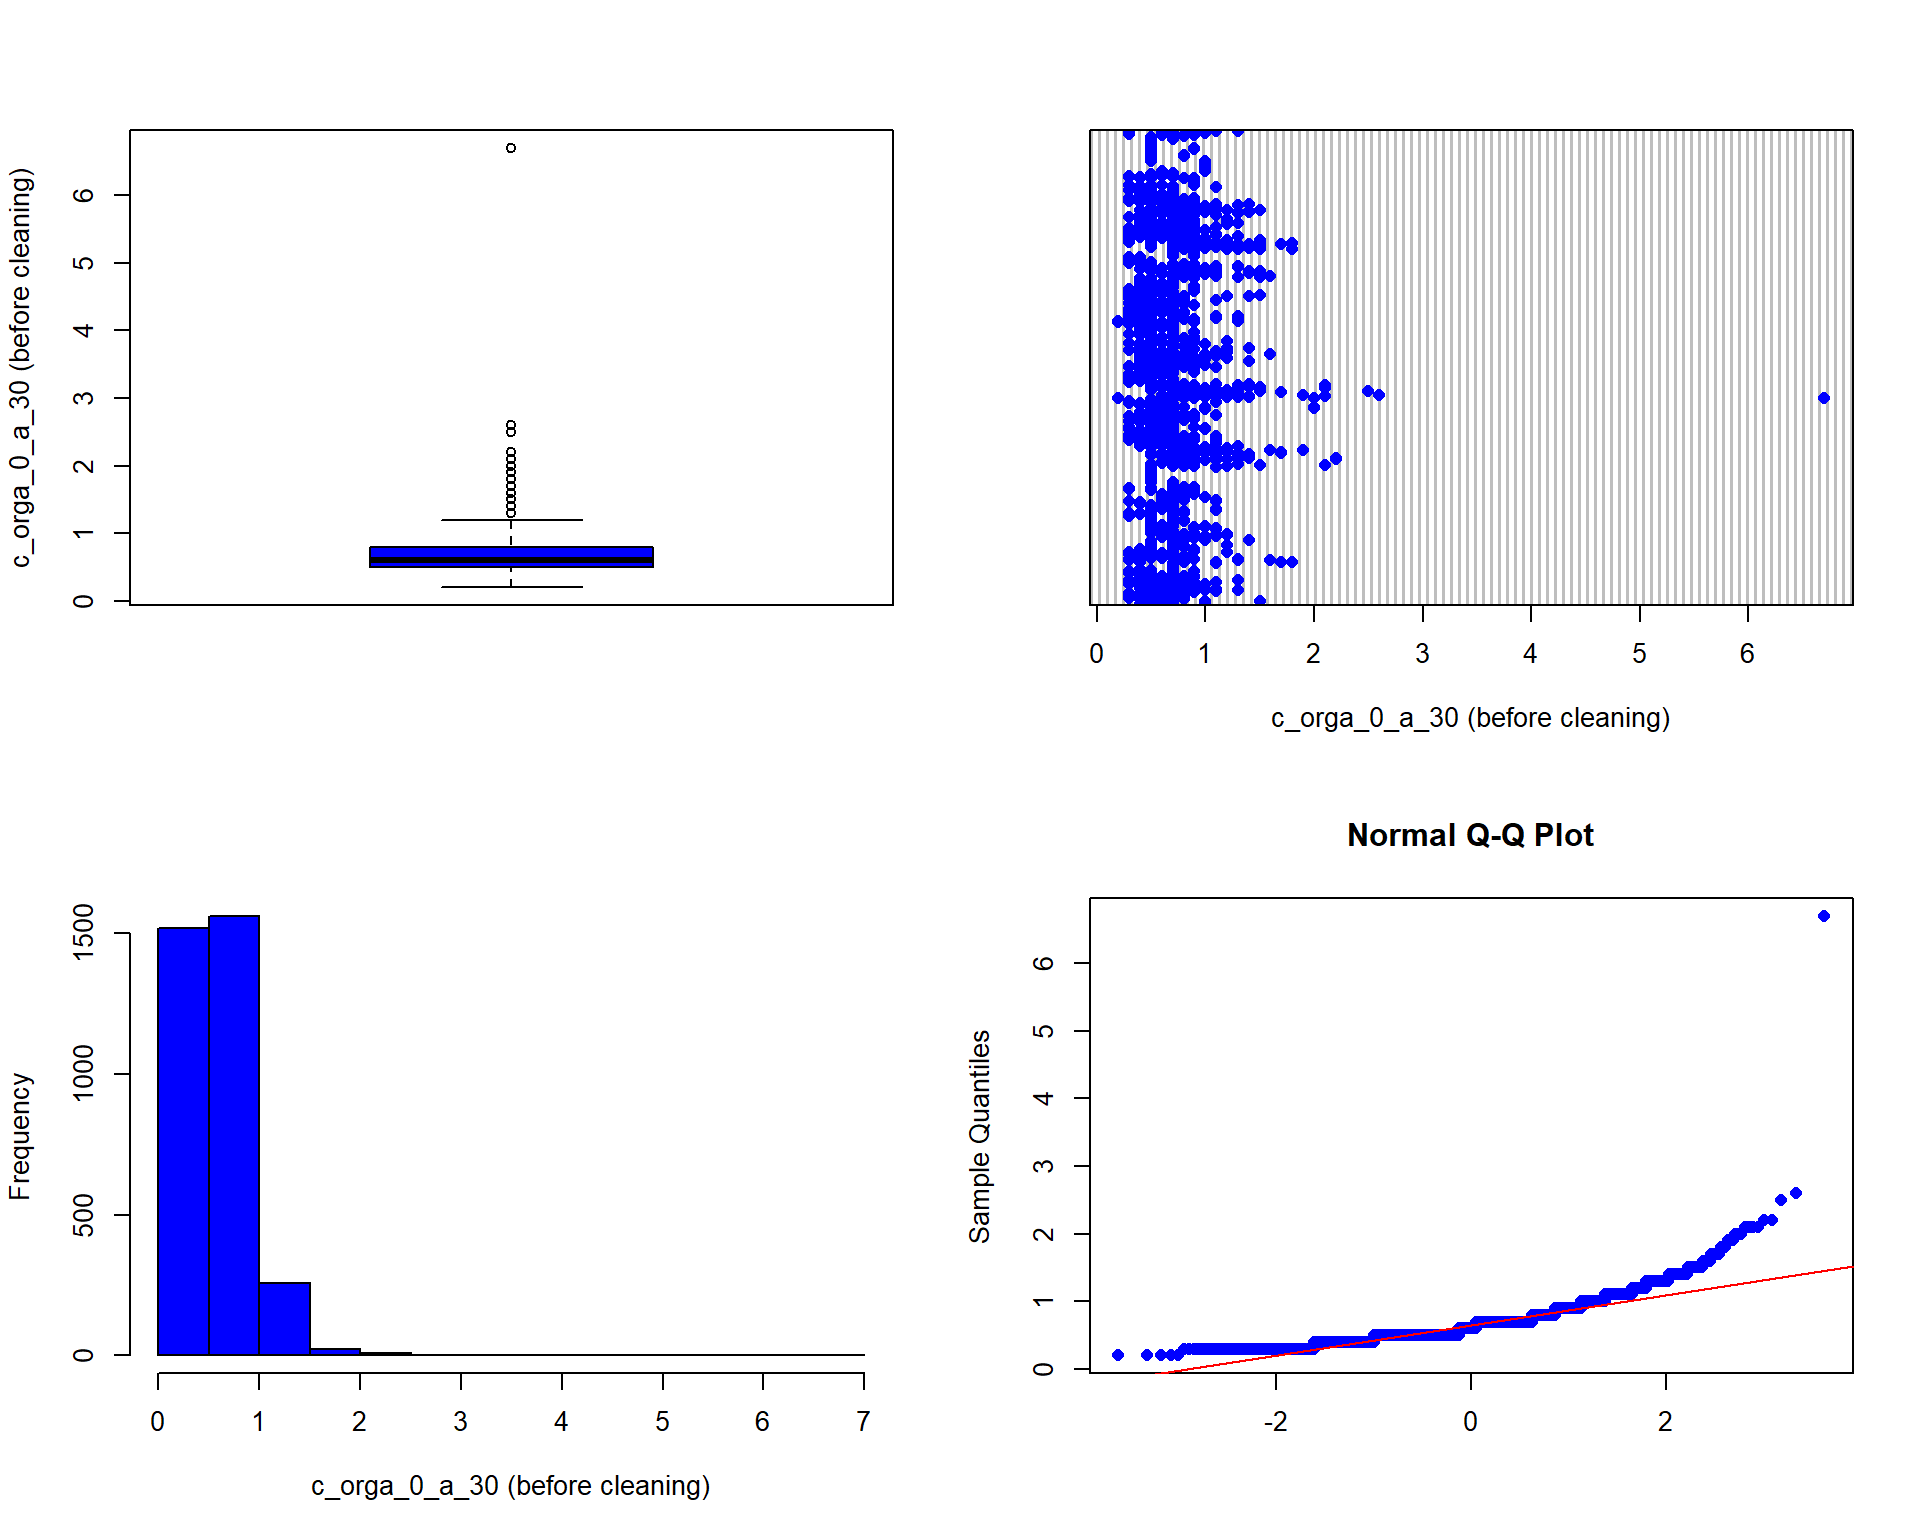 c_orga_0_a_30 (before cleaning)
0 1 2 3 4 5 6
0 1 2 3 4 5 6
c_orga_0_a_30 (before cleaning)
Frequency
0 500 1000 1500
0 1 2 3 4 5 6 7
c_orga_0_a_30 (before cleaning)
Normal Q-Q Plot
Sample Quantiles
0 1 2 3 4 5 6
-2 0 2